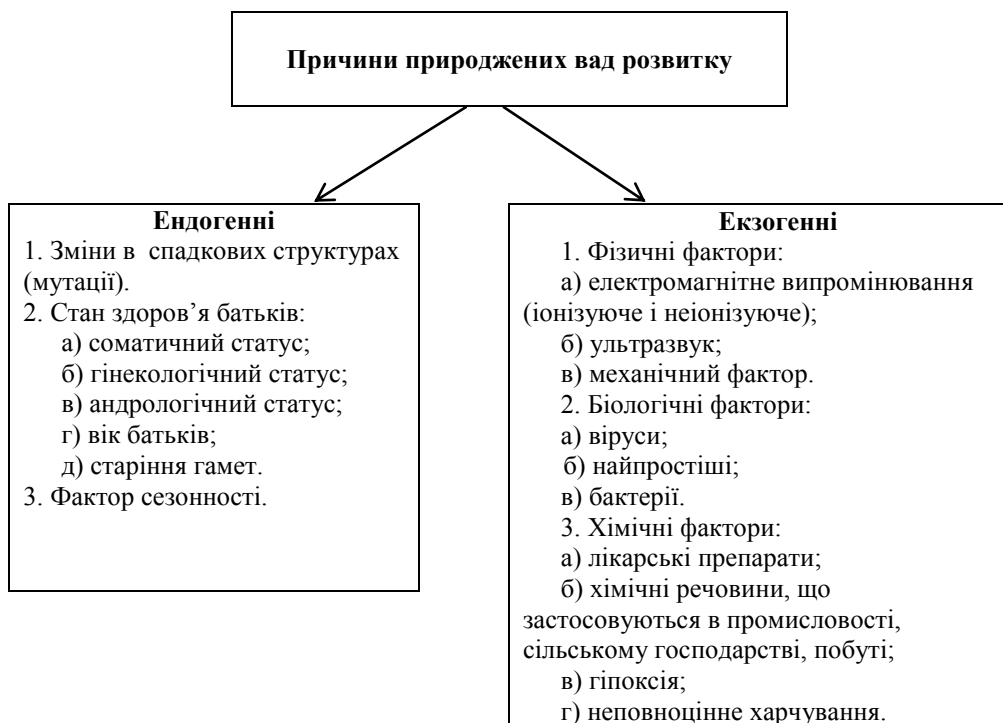 Причини природжених вад розвитку
Ендогенні
1. Зміни в спадкових структурах
(мутації).
2. Стан здоров’я батьків:
а) соматичний статус;
б) гінекологічний статус;
в) андрологічний статус;
г) вік батьків;
д) старіння гамет.
3. Фактор сезонності.
Екзогенні
1. Фізичні фактори:
а) електромагнітне випромінювання
(іонізуюче і неіонізуюче);
б) ультразвук;
в) механічний фактор.
2. Біологічні фактори:
а) віруси;
б) найпростіші;
в) бактерії.
3. Хімічні фактори:
а) лікарські препарати;
б) хімічні речовини, що
застосовуються в промисловості,
сільському господарстві, побуті;
в) гіпоксія;
г) неповноцінне харчування.